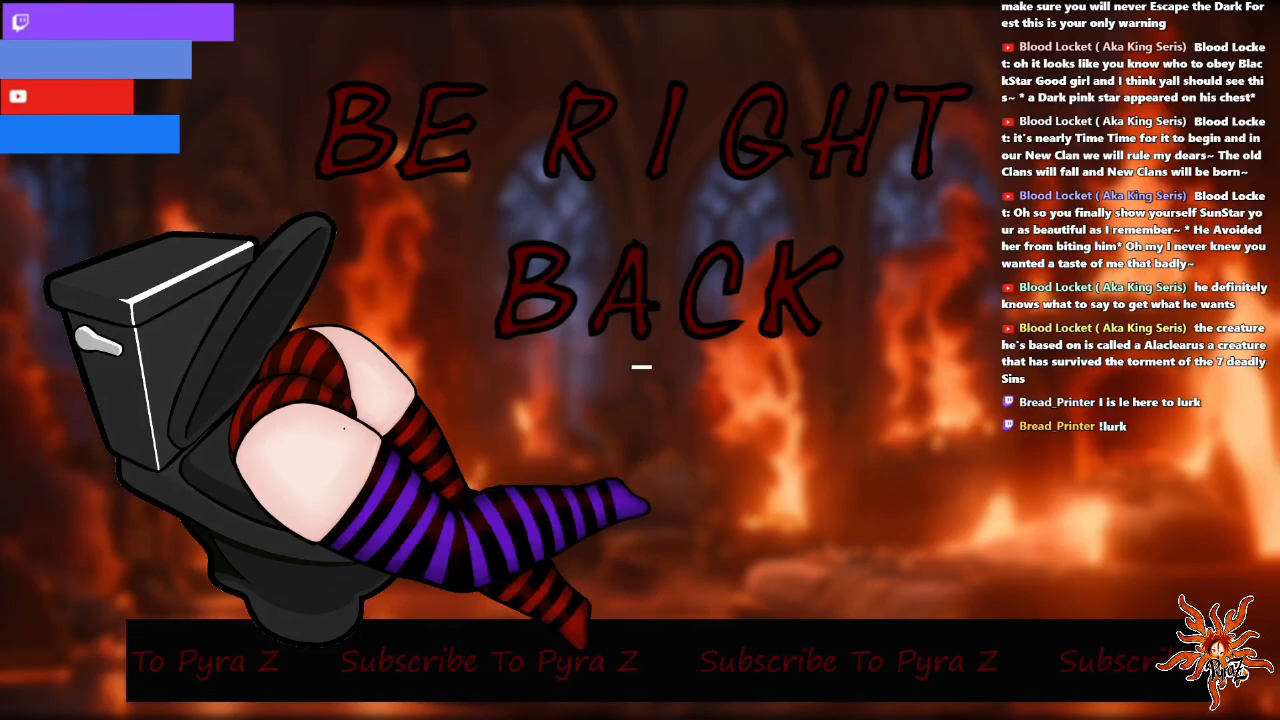 BE RIGHT
BACK
make sure you will never Escape the Dark For
est this is your only warning
Blood Locket ( Aka King Seris) Blood Locke
t: oh it looks like you know who to obey Blac
kStar Good girl and I think yall should see thi
s~ * a Dark pink star appeared on his chest*
Blood Locket ( Aka King Seris) Blood Locke
t: it's nearly Time Time for it to begin and in
our New Clan we will rule my dears~ The old
Clans will fall and New Clans will be born~
Blood Locket ( Aka King Seris) Blood Locke
t: Oh so you finally show yourself SunStar yo
ur as beautiful as I remember~ * He Avoided
her from biting him* Oh my I never knew you
wanted a taste of me that badly~
Blood Locket ( Aka King Seris) he definitely
knows what to say to get what he wants
Blood Locket ( Aka King Seris) the creature
he's based on is called a Alaclearus a creature
that has survived the torment of the 7 deadly
Sins
Bread_Printer I is le here to lurk
Bread_Printer !lurk
To Pyra Z Subscribe To Pyra Z Subscribe To Pyra Z Subscri
PyraZ